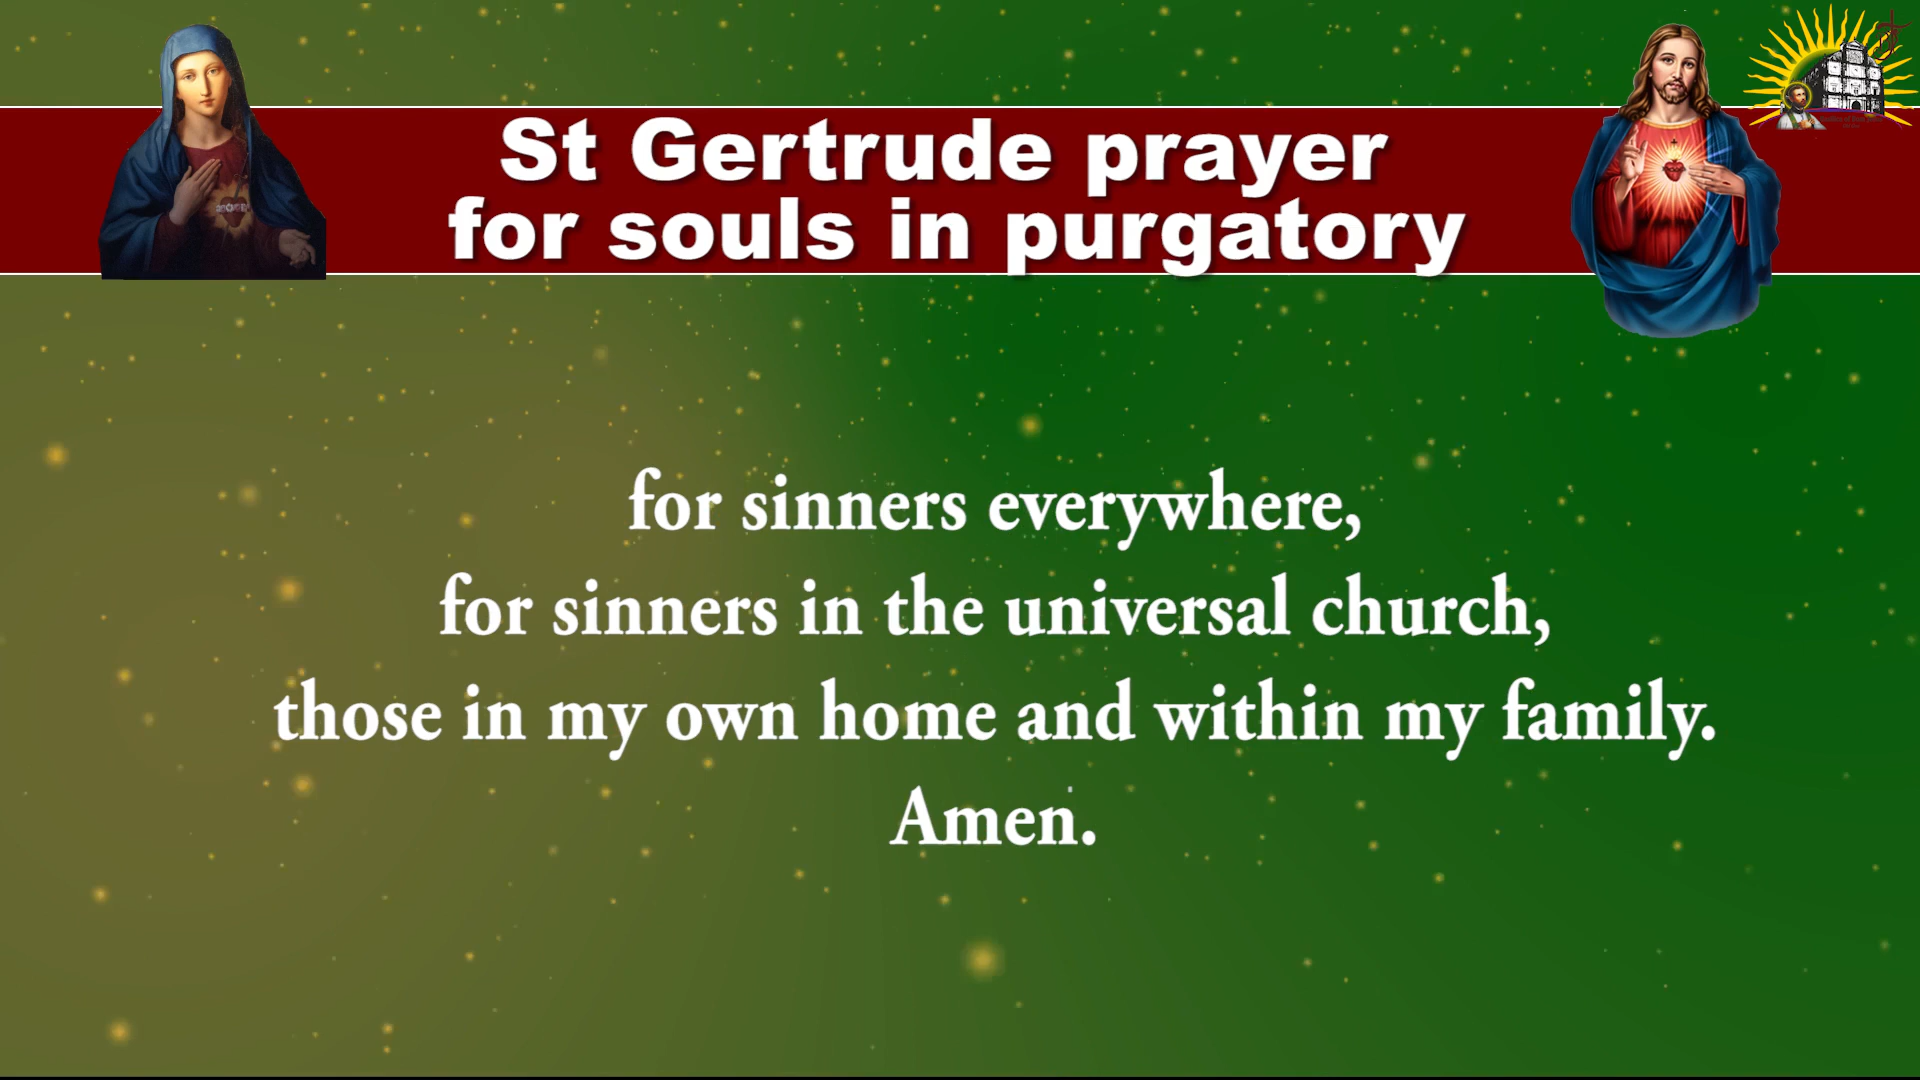 St Gertrude prayer
for souls in purgatory
for sinners everywhere,
for sinners in the universal church,
those in my own home and within my family.
Amen.